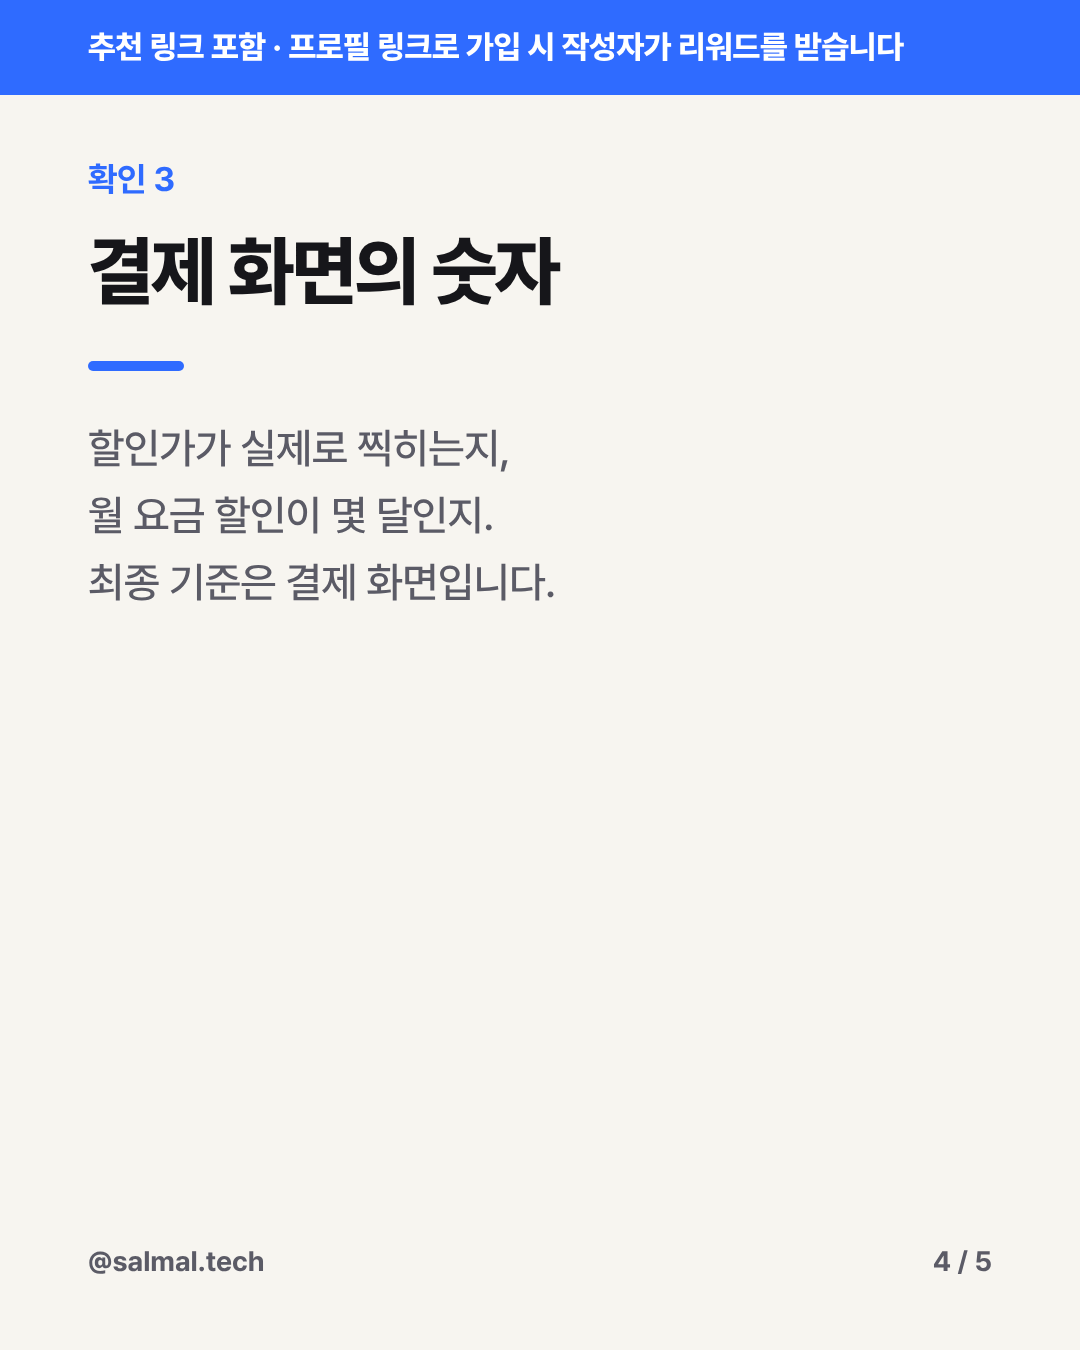 추천 링크 포함 · 프로필 링크로 가입 시 작성자가 리워드를 받습니다
확인 3
결제 화면의 숫자
할인가가 실제로 찍히는지,
월 요금 할인이 몇 달인지.
최종 기준은 결제 화면입니다.
@salmal.tech
4 / 5